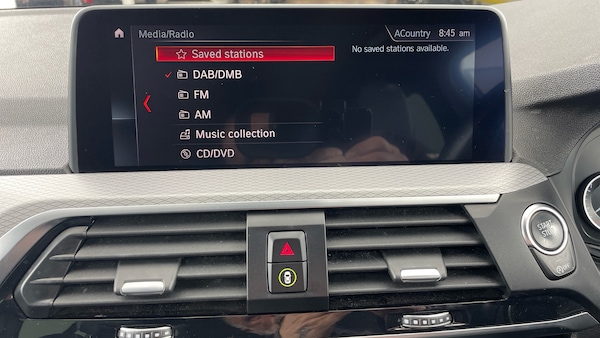 Media/Radio
ACountry 8:45 am
Saved stations
No saved stations available.
DAB/DMB
FM
AM
Music collection
CD/DVD
START
STOP